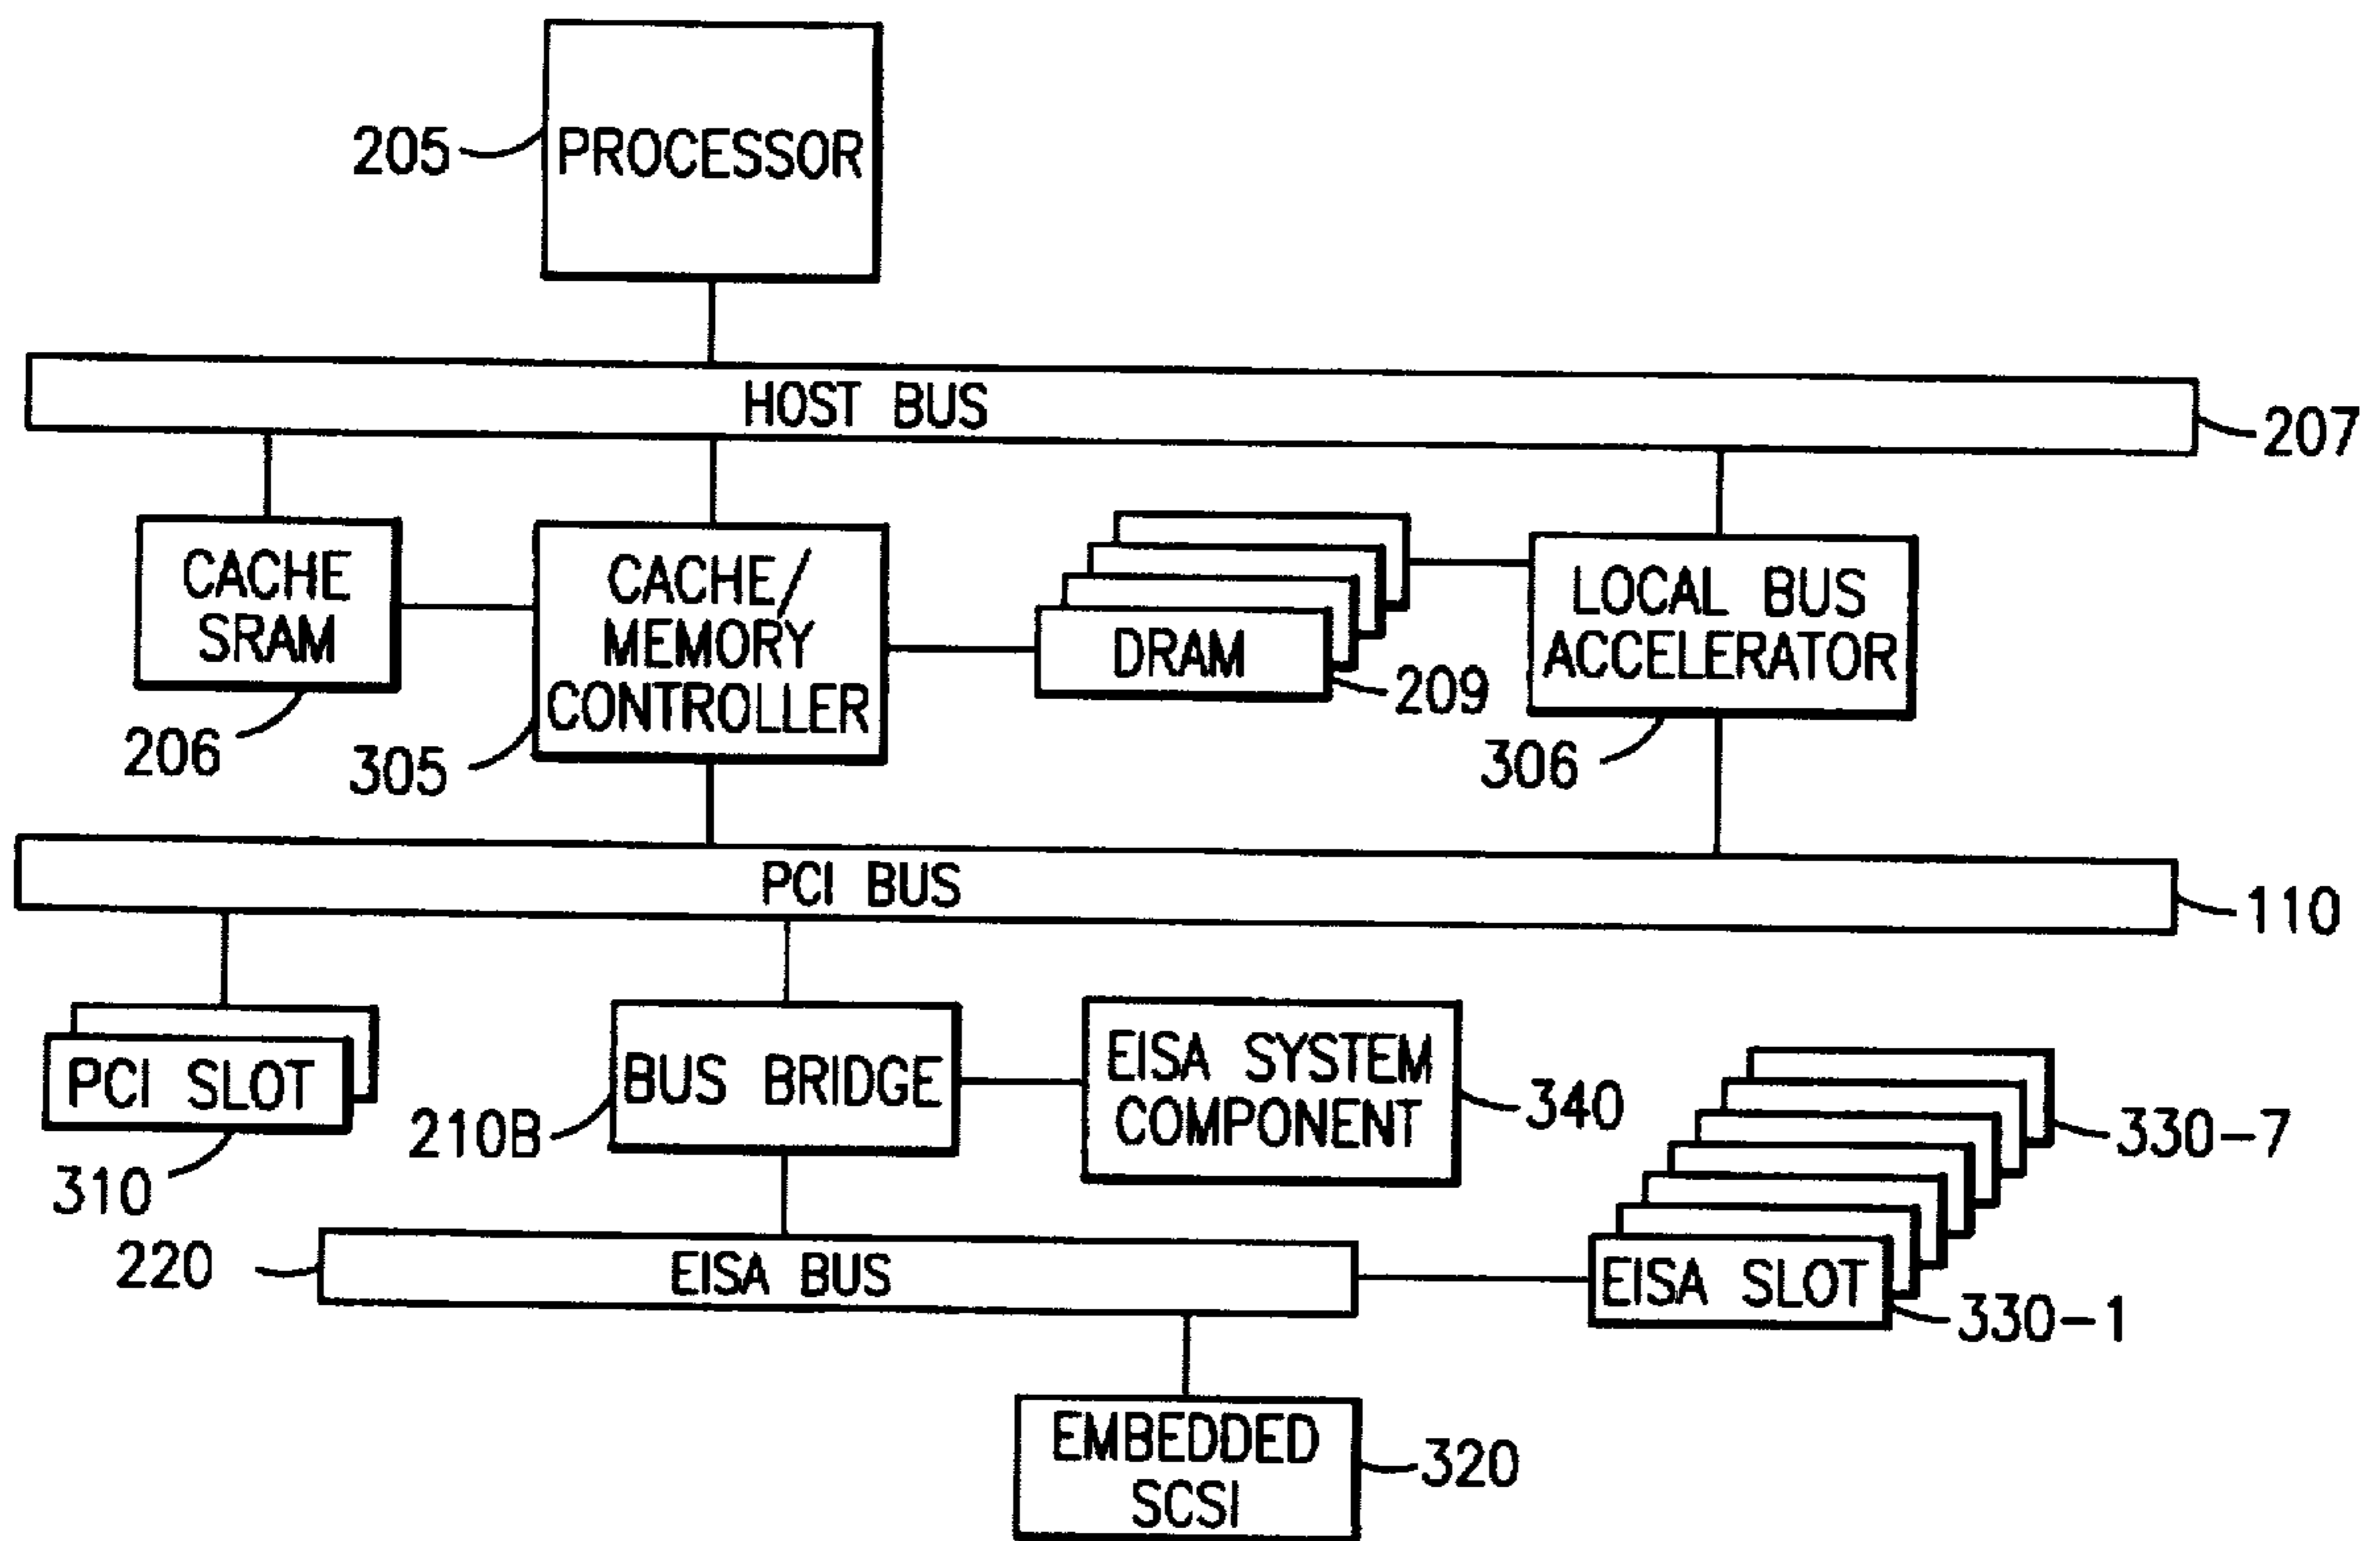 PROCESSOR
205
HOST BUS
207
CACHE
SRAM
206
CACHE/
MEMORY
CONTROLLER
305
DRAM
209
LOCAL BUS
ACCELERATOR
306
PCI BUS
110
PCI SLOT
310
BUS BRIDGE
210B
EISA SYSTEM
COMPONENT
340
330-7
EISA BUS
220
EISA SLOT
330-1
EMBEDDED
SCSI
320